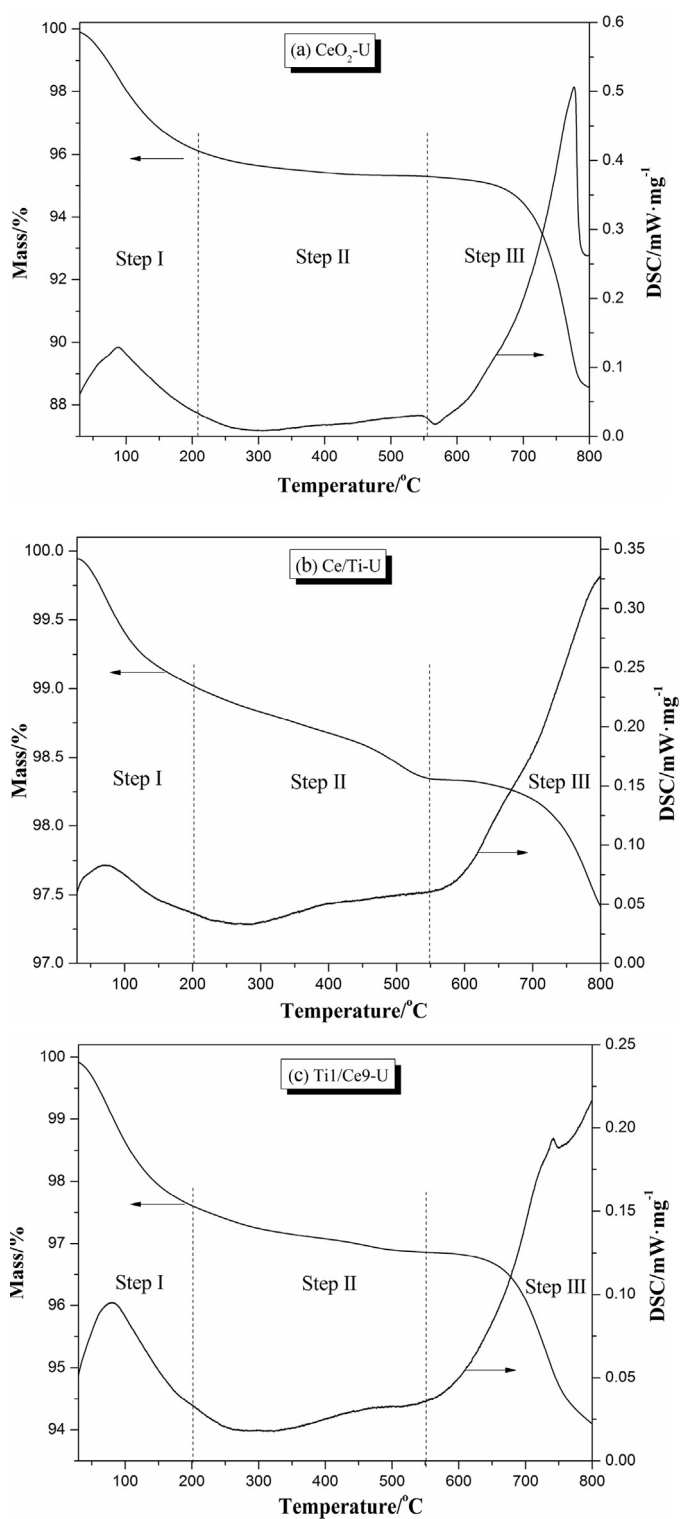 (a) CeO2-U
100
98
96
95
92
90
88
Mass/%
Step I
Step II
Step III
0.6
0.5
0.4
0.3
0.2
0.1
0.0
DSC/mW·mg-1
100 200 300 400 500 600 700 800
Temperature/oC
(b) Ce/Ti-U
100.0
99.5
99.0
98.5
98.0
97.5
97.0
Mass/%
Step I
Step II
Step III
0.35
0.30
0.25
0.20
0.15
0.10
0.05
0.00
DSC/mW·mg-1
100 200 300 400 500 600 700 800
Temperature/oC
(c) Ti1/Ce9-U
100
99
98
97
96
95
94
Mass/%
Step I
Step II
Step III
0.25
0.20
0.15
0.10
0.05
0.00
DSC/mW·mg-1
100 200 300 400 500 600 700 800
Temperature/oC